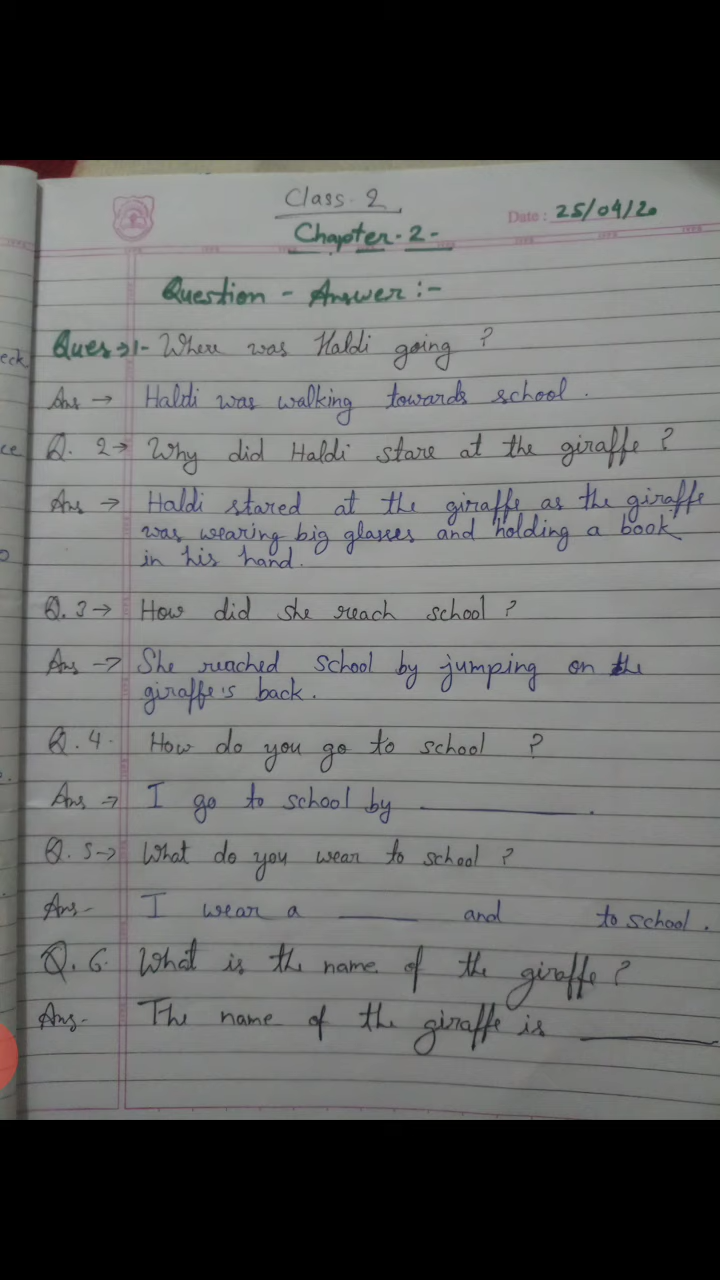 Class - 2
Date : 25/04/20
Chapter - 2 -
Question - Answer :-
Ques → 1 - Where was Haldi going ?
eck
Ans → Haldi was walking towards school .
ce
Q. 2 → Why did Haldi stare at the giraffe ?
Ans → Haldi stared at the giraffe as the giraffe
was wearing big glasses and holding a book
in his hand.
Q. 3 → How did she reach school ?
Ans → She reached school by jumping on the
giraffe's back .
Q. 4 - How do you go to school ?
Ans → I go to school by ________ .
Q. 5 → What do you wear to school ?
Ans - I wear a ____ and to school .
Q. 6. What is the name of the giraffe ?
Ans - The name of the giraffe is ________